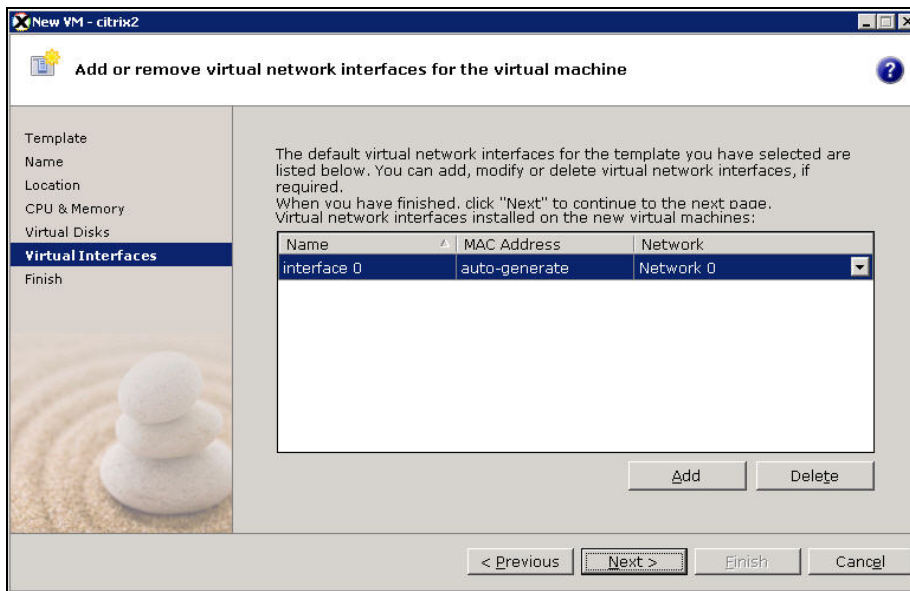 New VM - citrix2
Add or remove virtual network interfaces for the virtual machine
?
Template
Name
Location
CPU & Memory
Virtual Disks
Virtual Interfaces
Finish
The default virtual network interfaces for the template you have selected are
listed below. You can add, modify or delete virtual network interfaces, if
required.
When you have finished, click "Next" to continue to the next page.
Virtual network interfaces installed on the new virtual machines:
Name MAC Address Network
interface 0 auto-generate Network 0
Add Delete
< Previous Next > Finish Cancel